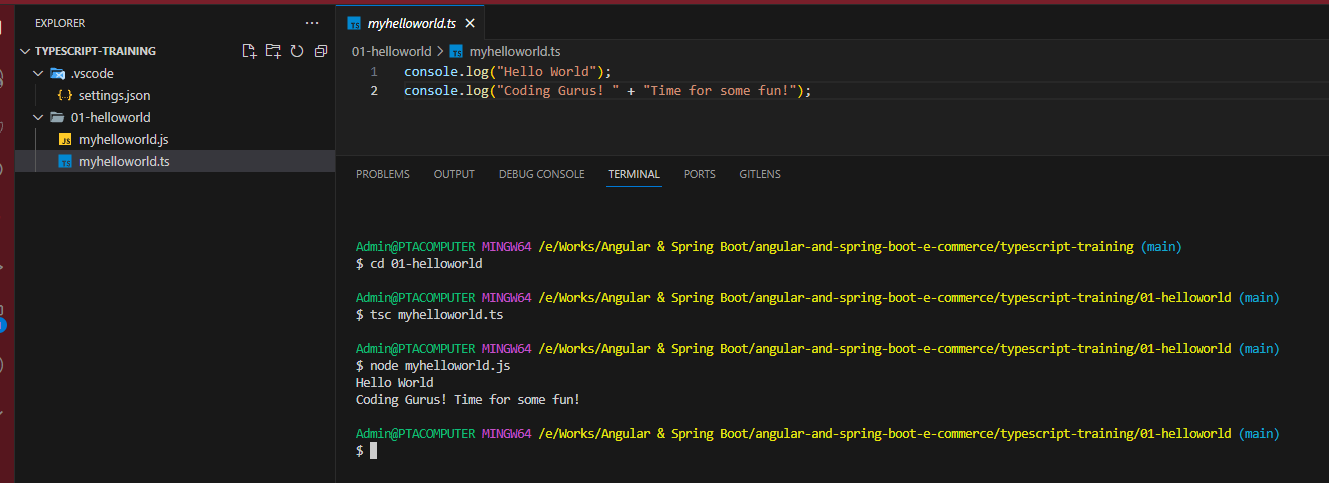 EXPLORER
TYPESCRIPT-TRAINING
.vscode
{..} settings.json
01-helloworld
JS myhelloworld.js
TS myhelloworld.ts
TS myhelloworld.ts
01-helloworld > TS myhelloworld.ts
1 console.log("Hello World");
2 console.log("Coding Gurus! " + "Time for some fun!");
PROBLEMS OUTPUT DEBUG CONSOLE TERMINAL PORTS GITLENS
Admin@PTACOMPUTER MINGW64 /e/Works/Angular & Spring Boot/angular-and-spring-boot-e-commerce/typescript-training (main)
$ cd 01-helloworld
Admin@PTACOMPUTER MINGW64 /e/Works/Angular & Spring Boot/angular-and-spring-boot-e-commerce/typescript-training/01-helloworld (main)
$ tsc myhelloworld.ts
Admin@PTACOMPUTER MINGW64 /e/Works/Angular & Spring Boot/angular-and-spring-boot-e-commerce/typescript-training/01-helloworld (main)
$ node myhelloworld.js
Hello World
Coding Gurus! Time for some fun!
Admin@PTACOMPUTER MINGW64 /e/Works/Angular & Spring Boot/angular-and-spring-boot-e-commerce/typescript-training/01-helloworld (main)
$